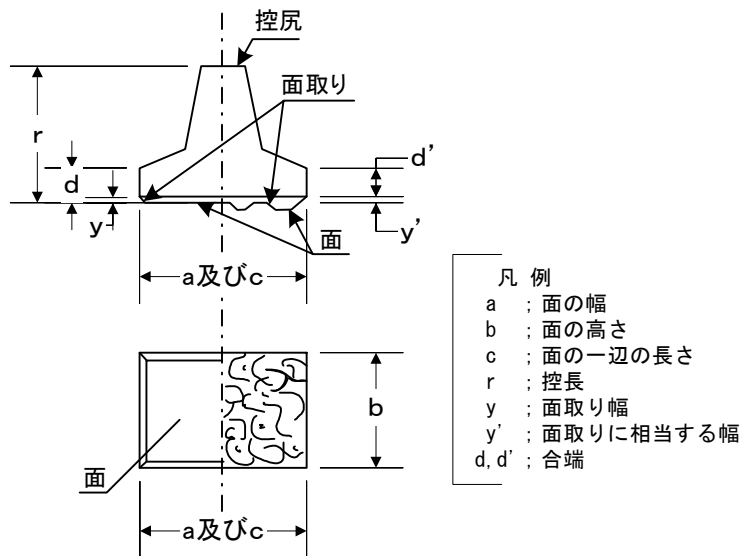 控尻
面取り
r
d
d'
y
y'
面
a及びc
b
面
a及びc
凡 例
a ; 面の幅
b ; 面の高さ
c ; 面の一辺の長さ
r ; 控長
y ; 面取り幅
y' ; 面取りに相当する幅
d,d' ; 合端